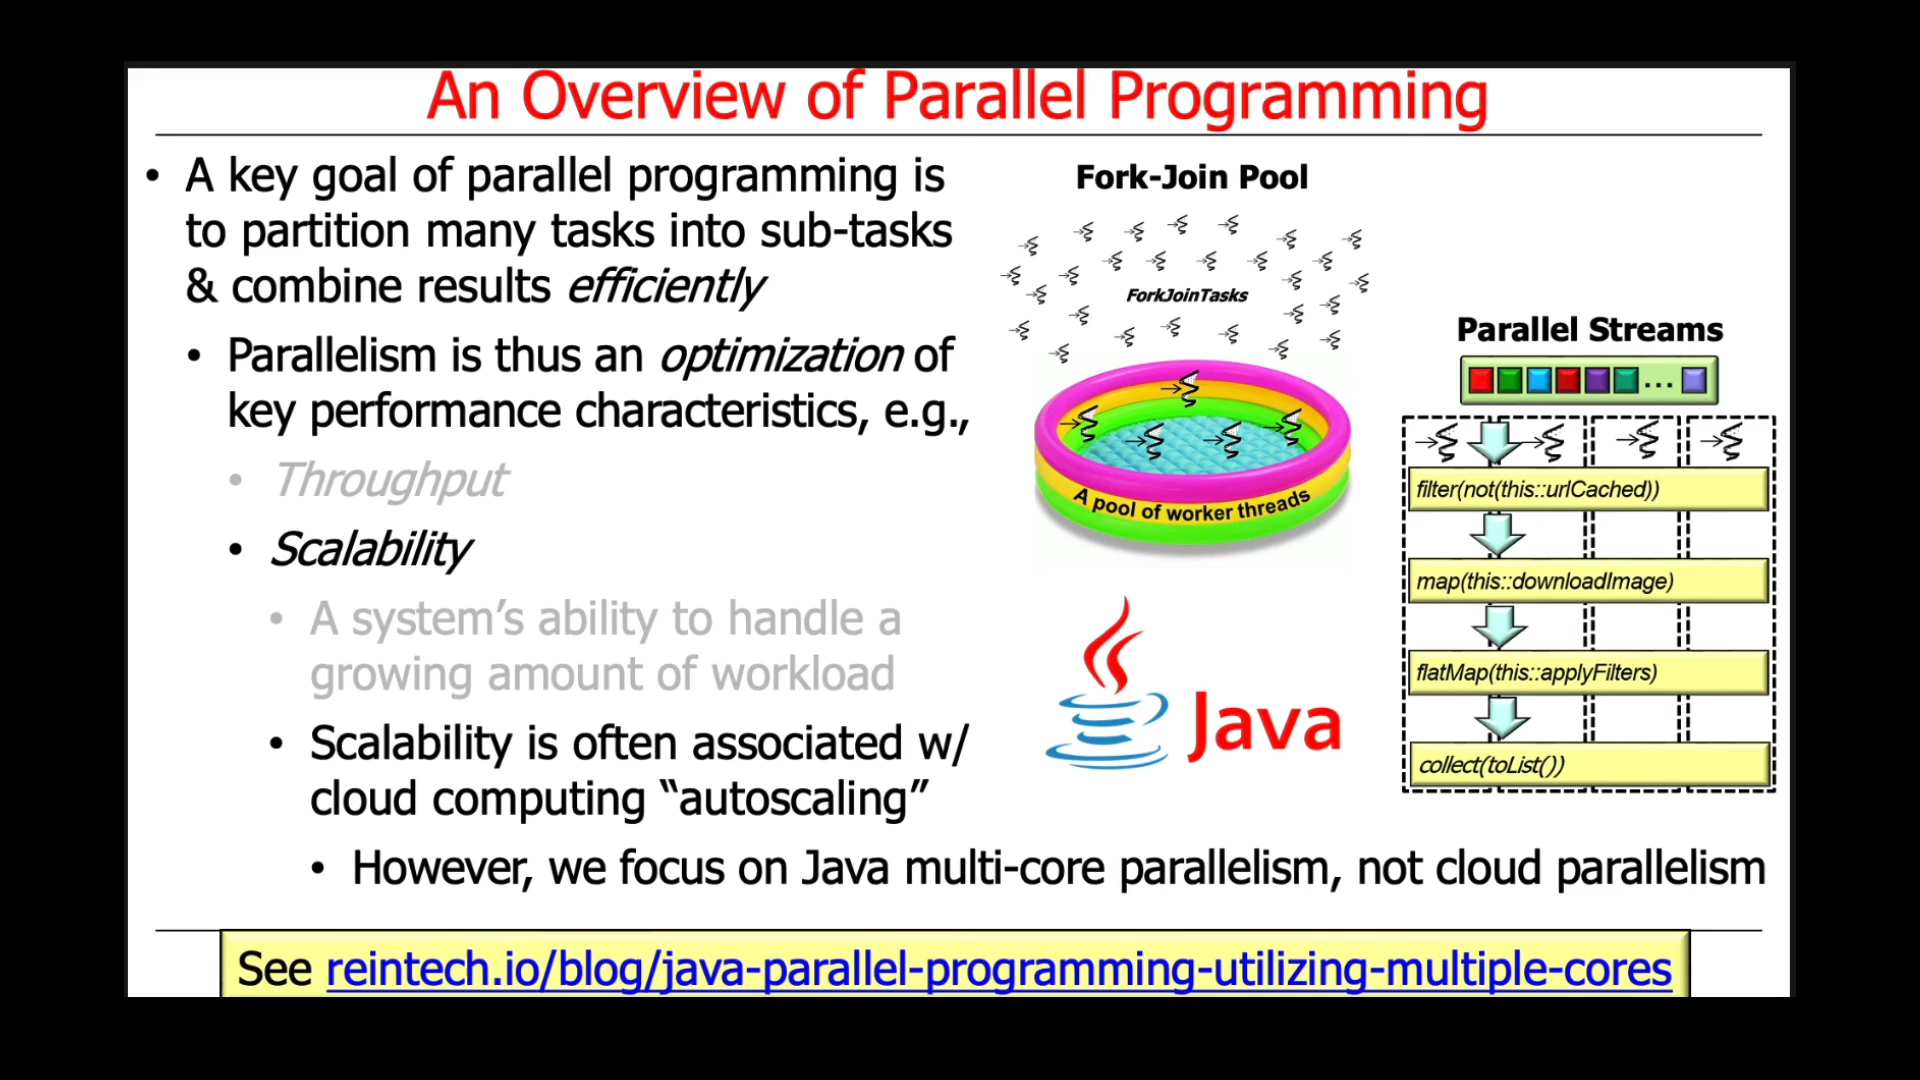 An Overview of Parallel Programming
• A key goal of parallel programming is
to partition many tasks into sub-tasks
& combine results efficiently
• Parallelism is thus an optimization of
key performance characteristics, e.g.,
• Throughput
• Scalability
• A system’s ability to handle a
growing amount of workload
• Scalability is often associated w/
cloud computing “autoscaling”
• However, we focus on Java multi-core parallelism, not cloud parallelism
Fork-Join Pool
ForkJoinTasks
A pool of worker threads
Java
Parallel Streams
...
filter(not(this::urlCached))
map(this::downloadImage)
flatMap(this::applyFilters)
collect(toList())
See reintech.io/blog/java-parallel-programming-utilizing-multiple-cores